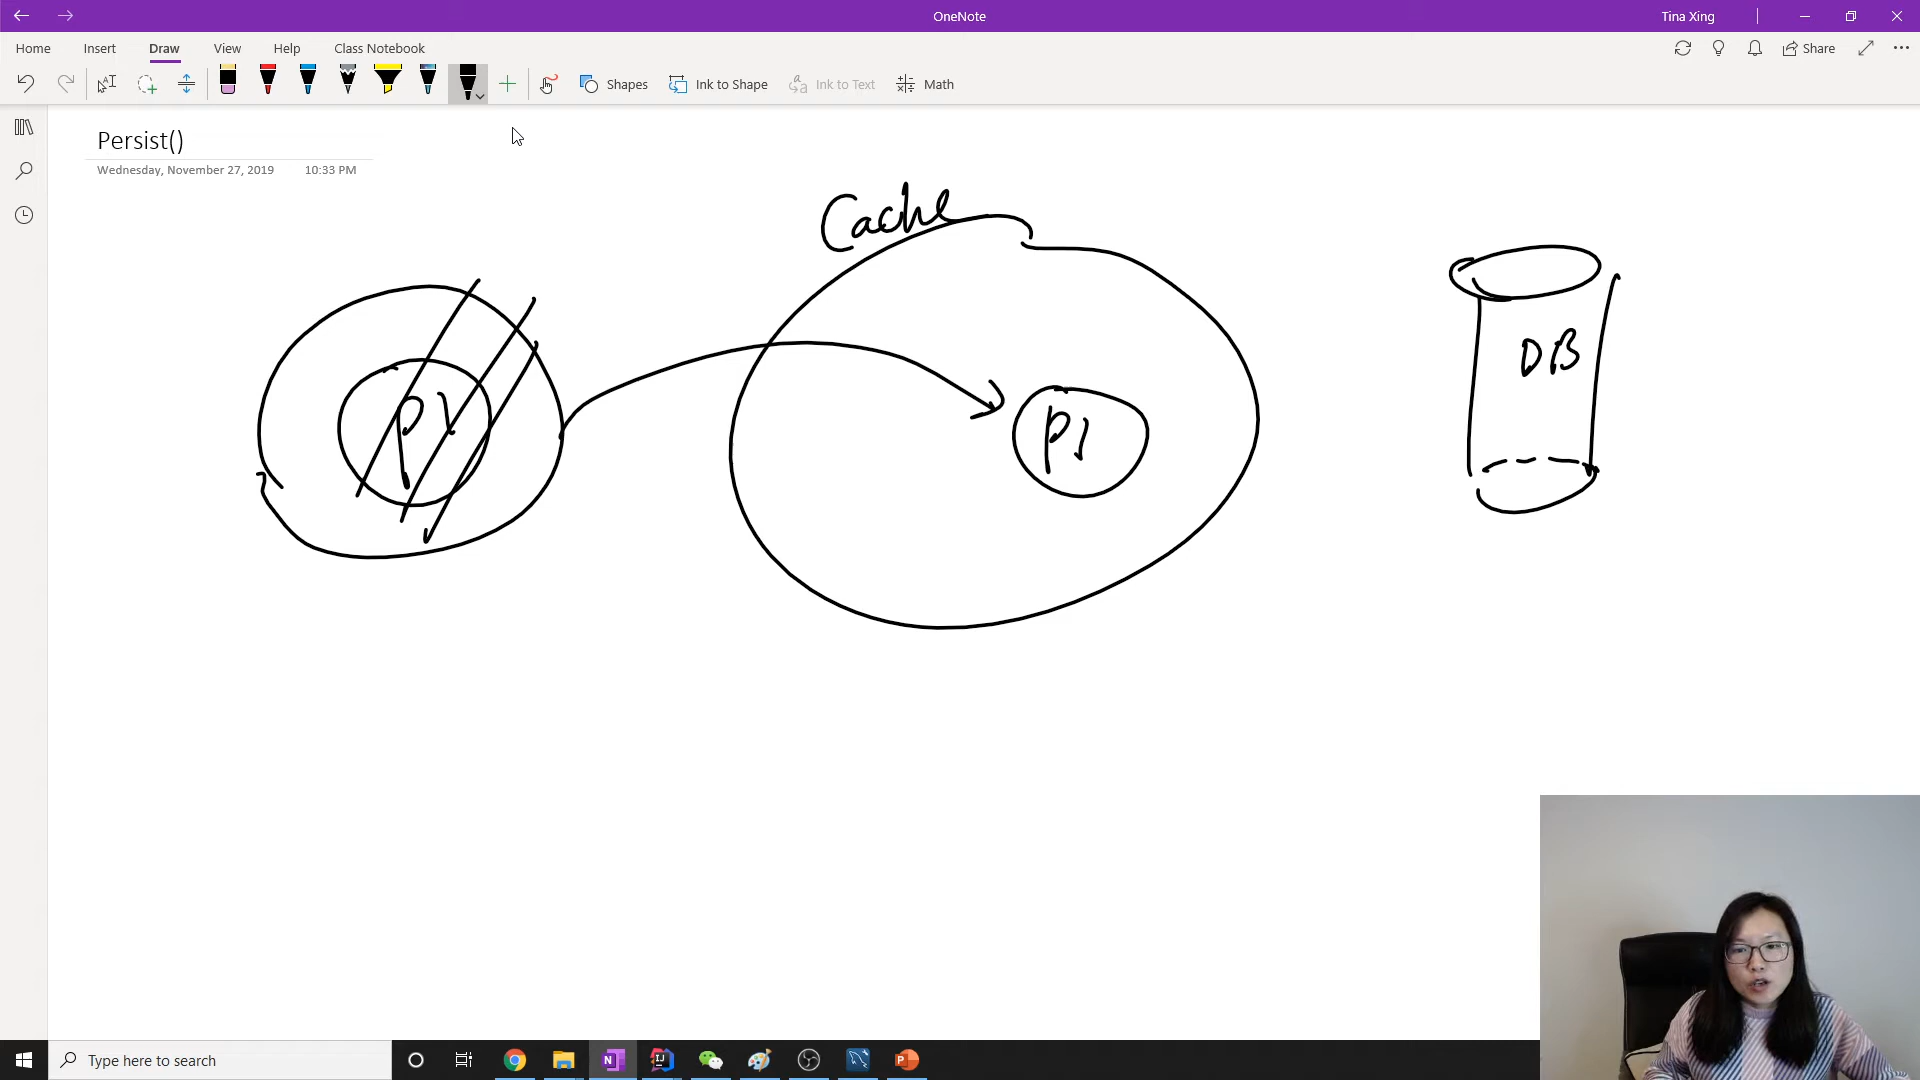 OneNote
Tina Xing
Home Insert Draw View Help Class Notebook
Share
Shapes Ink to Shape Ink to Text Math
Persist()
Wednesday, November 27, 2019 10:33 PM
Cache
DB
P1
P1
Type here to search